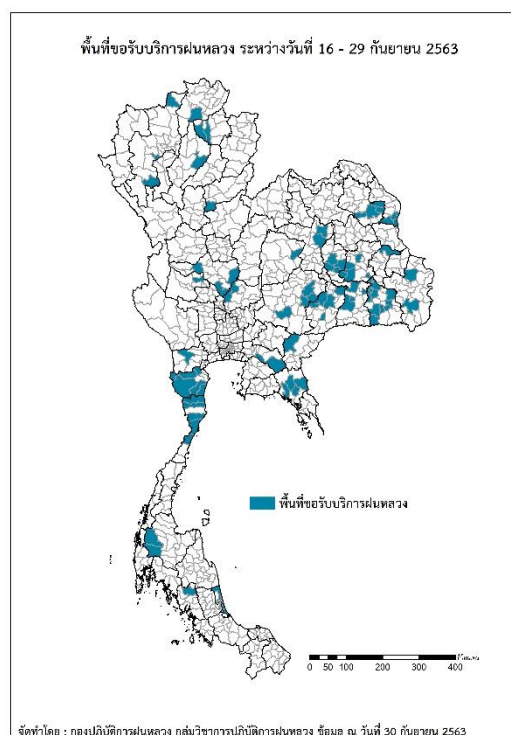 พื้นที่ขอรับบริการฝนหลวง ระหว่างวันที่ 16 - 29 กันยายน 2563
พื้นที่ขอรับบริการฝนหลวง
0 50 100 200 300 400
จัดทำโดย : กองปฏิบัติการฝนหลวง กลุ่มวิชาการปฏิบัติการฝนหลวง ข้อมูล ณ วันที่ 30 กันยายน 2563